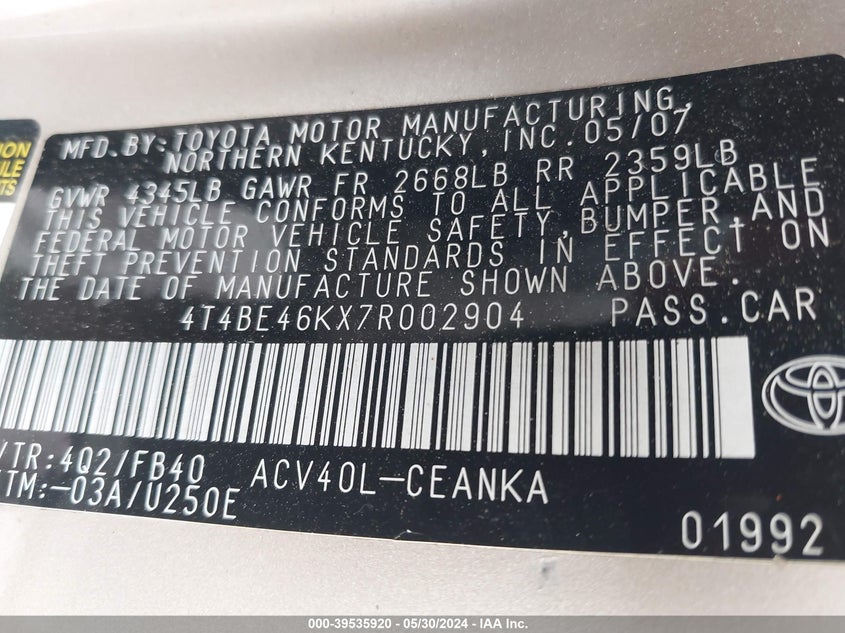 ION
ULE
TS
MFD. BY: TOYOTA MOTOR MANUFACTURING,
NORTHERN KENTUCKY, INC. 05/07
GVWR 4345LB GAWR FR 2668LB RR 2359LB
THIS VEHICLE CONFORMS TO ALL APPLICABLE
FEDERAL MOTOR VEHICLE SAFETY, BUMPER, AND
THEFT PREVENTION STANDARDS IN EFFECT ON
THE DATE OF MANUFACTURE SHOWN ABOVE.
4T4BE46KX7R002904 PASS. CAR
/TR: 4Q2/FB40 ACV40L-CEANKA
TM: -03A/U250E
01992
000-39535920 - 05/30/2024 - IAA Inc.